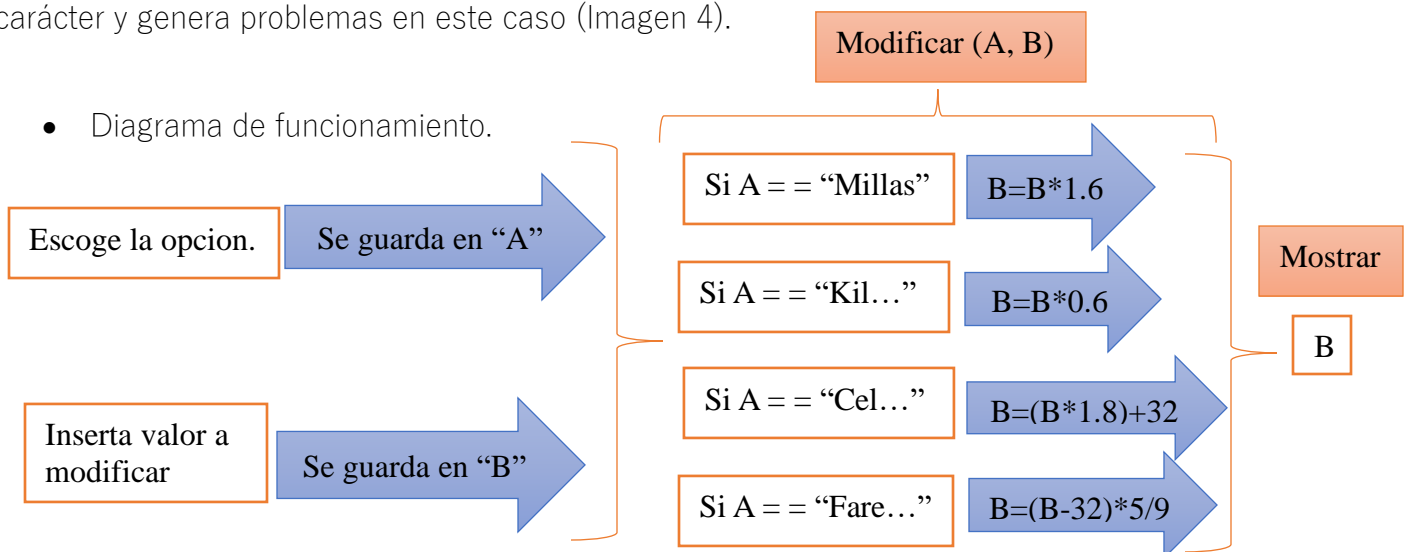 carácter y genera problemas en este caso (Imagen 4).
Modificar (A, B)
• Diagrama de funcionamiento.
Escoge la opcion.
Se guarda en “A”
Inserta valor a
modificar
Se guarda en “B”
Si A = = “Millas”
B=B*1.6
Si A = = “Kil…”
B=B*0.6
Si A = = “Cel…”
B=(B*1.8)+32
Si A = = “Fare…”
B=(B-32)*5/9
Mostrar
B